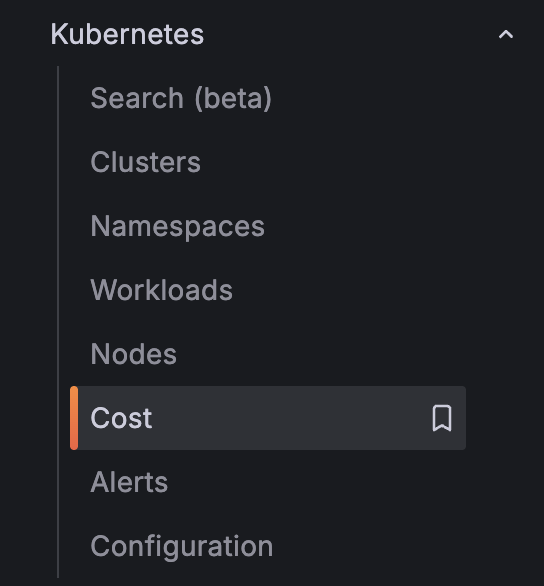 Kubernetes
Search (beta)
Clusters
Namespaces
Workloads
Nodes
Cost
Alerts
Configuration